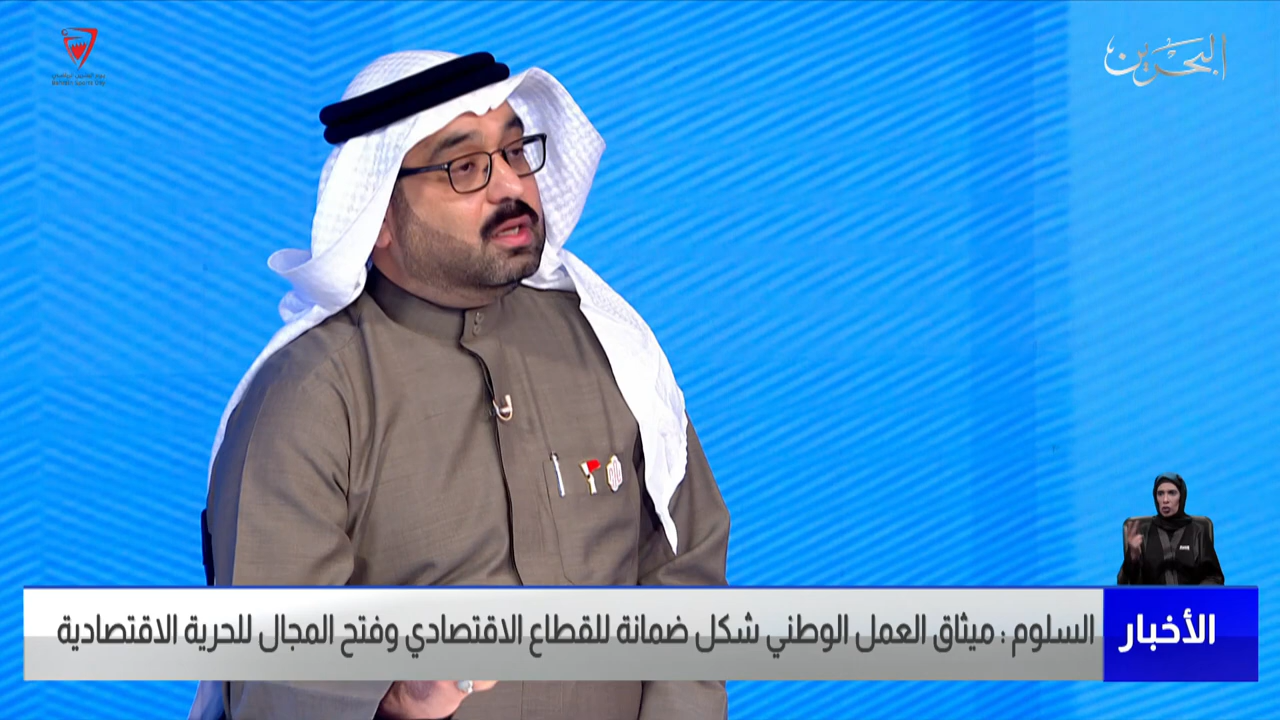 البحرين
الأخبار
السلوم : ميثاق العمل الوطني شكل ضمانة للقطاع الاقتصادي وفتح المجال للحرية الاقتصادية